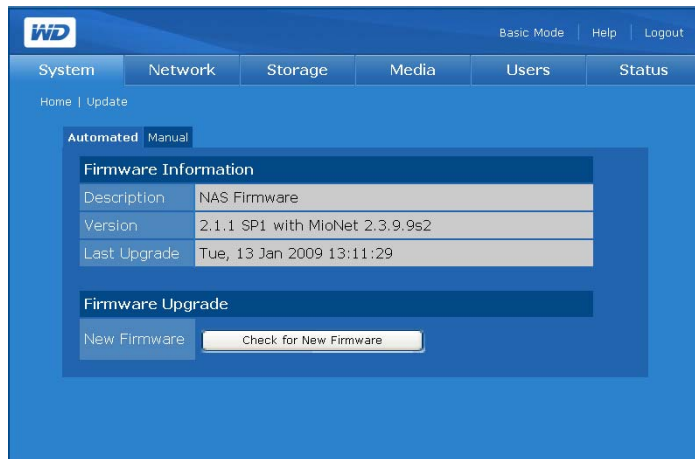 WD
Basic Mode | Help | Logout
System Network Storage Media Users Status
Home | Update
Automated Manual
Firmware Information
Description NAS Firmware
Version 2.1.1 SP1 with MioNet 2.3.9.9s2
Last Upgrade Tue, 13 Jan 2009 13:11:29
Firmware Upgrade
New Firmware Check for New Firmware